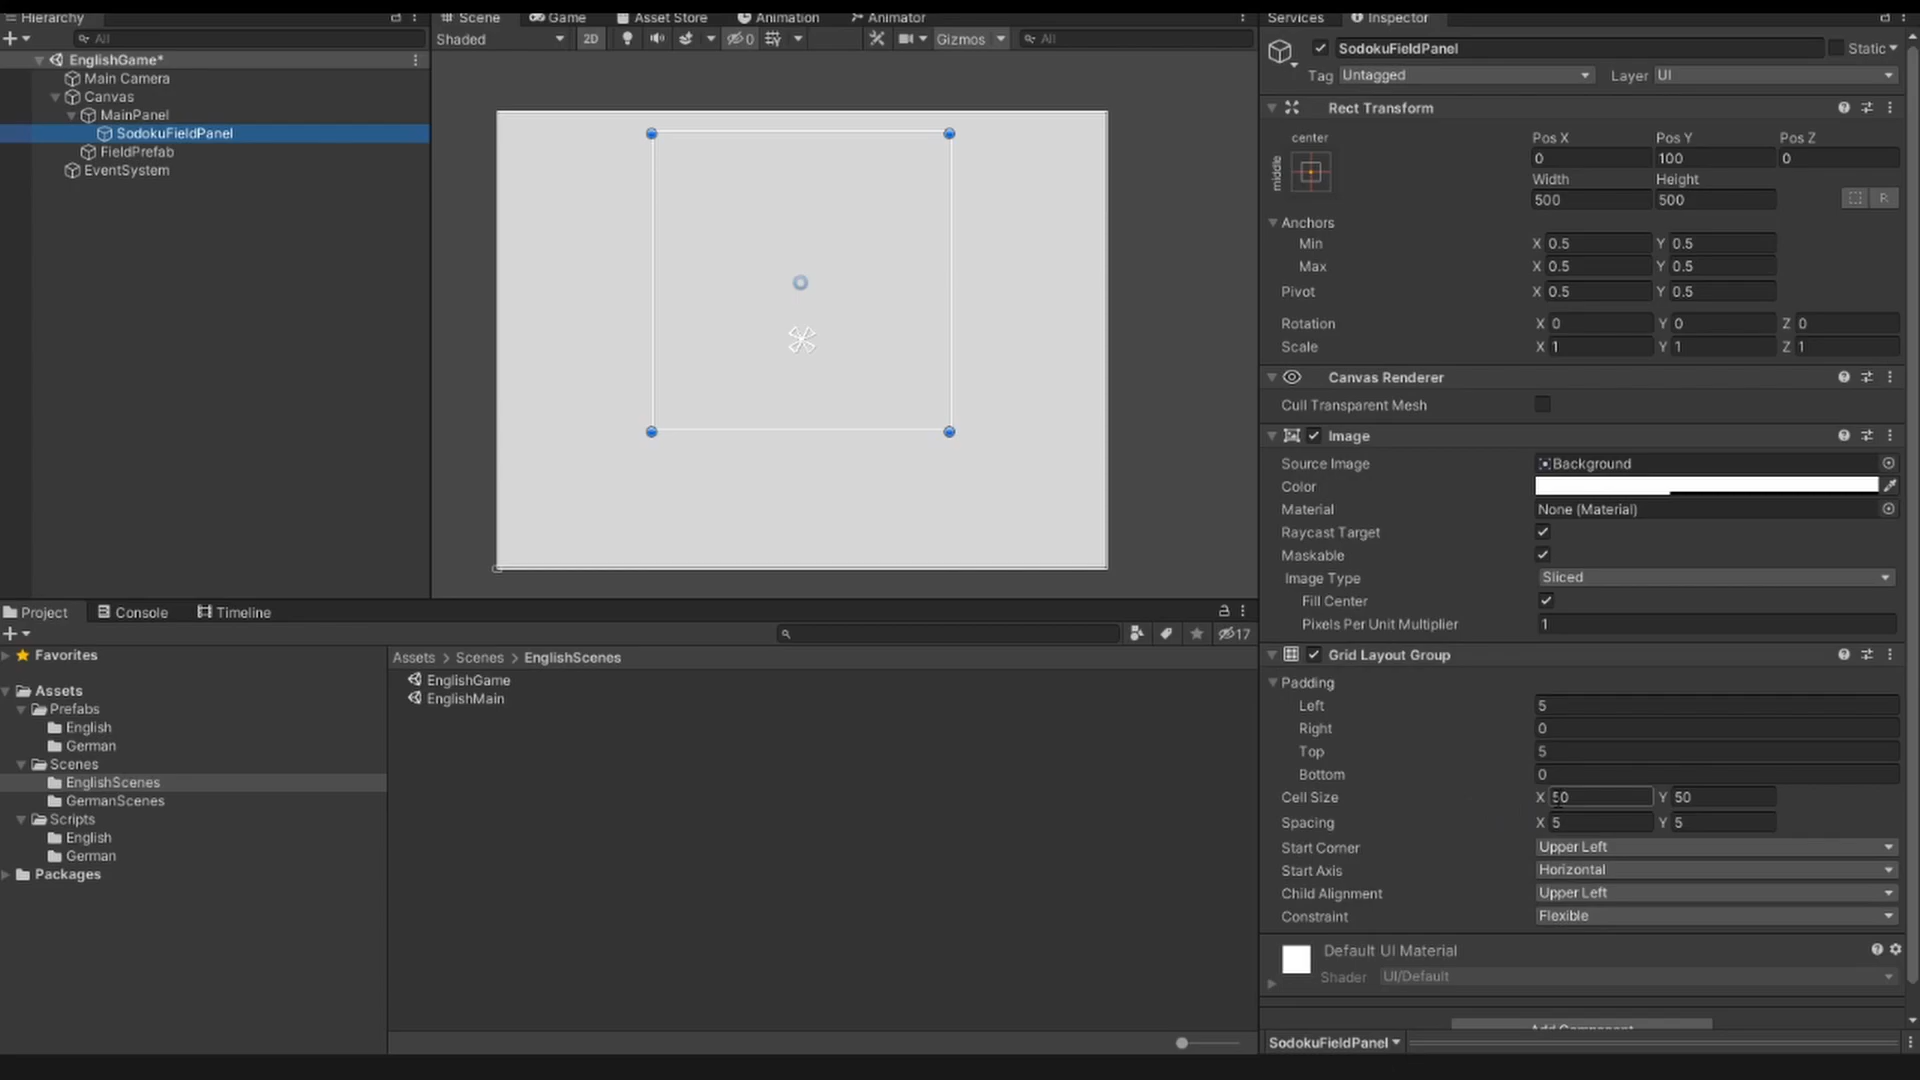 Hierarchy
All
EnglishGame*
Main Camera
Canvas
MainPanel
SodokuFieldPanel
FieldPrefab
EventSystem
Scene Game Asset Store Animation Animator
Shaded 2D 0 Gizmos All
Services Inspector
SodokuFieldPanel Static
Tag Untagged Layer UI
Rect Transform
center
middle
Pos X Pos Y Pos Z
0 100 0
Width Height
500 500 R
Anchors
Min X 0.5 Y 0.5
Max X 0.5 Y 0.5
Pivot X 0.5 Y 0.5
Rotation X 0 Y 0 Z 0
Scale X 1 Y 1 Z 1
Canvas Renderer
Cull Transparent Mesh
Image
Source Image Background
Color
Material None (Material)
Raycast Target
Maskable
Image Type Sliced
Fill Center
Pixels Per Unit Multiplier 1
Grid Layout Group
Padding
Left 5
Right 0
Top 5
Bottom 0
Cell Size X 50 Y 50
Spacing X 5 Y 5
Start Corner Upper Left
Start Axis Horizontal
Child Alignment Upper Left
Constraint Flexible
Default UI Material
Shader UI/Default
Add Component
SodokuFieldPanel
Project Console Timeline
17
Favorites
Assets
Prefabs
English
German
Scenes
EnglishScenes
GermanScenes
Scripts
English
German
Packages
Assets > Scenes > EnglishScenes
EnglishGame
EnglishMain